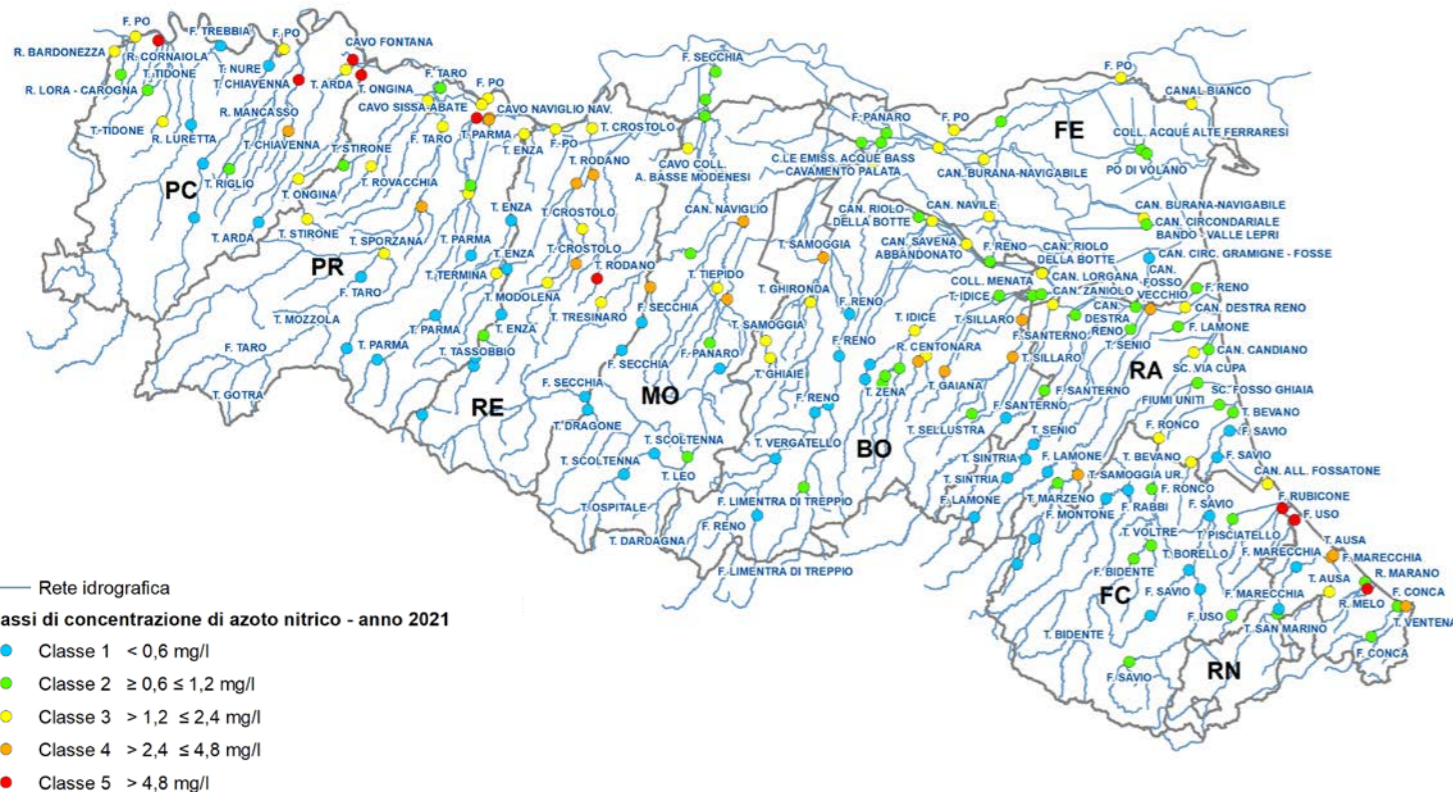 F. PO
F. TREBBIA
F. PO
CAVO FONTANA
R. BARDONEZZA
R. CORNAIOLA
F. SECCHIA
T. TIDONE
T. NURE
T. CHIAVENNA
T. ARDA
T. ONGINA
F. TARO
F. PO
F. PO
R. LORA - CAROGNA
CANAL BIANCO
CAVO SISSA-ABATE
CAVO NAVIGLIO NAV.
R. MANCASSO
F. PANARO
F. PO
FE
T. TIDONE
R. LURETTA
T. CHIAVENNA
F. TARO
T. PARMA
T. CROSTOLO
COLL. ACQUE ALTE FERRARESI
T. STIRONE
T. ENZA
F. PO
CAVO COLL.
A. BASSE MODENESI
C.LE EMISS. ACQUE BASS
CAVAMENTO PALATA
PO DI VOLANO
CAN. BURANA-NAVIGABILE
T. RODANO
PC
T. RIGLIO
T. ROVACCHIA
T. ONGINA
CAN. NAVIGLIO
CAN. RIOLO
DELLA BOTTE
CAN. NAVILE
CAN. BURANA-NAVIGABILE
T. ENZA
T. CROSTOLO
CAN. CIRCONDARIALE
BANDO - VALLE LEPRI
T. ARDA
T. STIRONE
T. SPORZANA
T. PARMA
T. CROSTOLO
T. SAMOGGIA
CAN. SAVENA
ABBANDONATO
F. RENO
CAN. RIOLO
DELLA BOTTE
CAN. CIRC. GRAMIGNE - FOSSE
PR
T. ENZA
T. RODANO
T. TERMINA
T. TIEPIDO
T. GHIRONDA
COLL. MENATA
CAN. LORGANA
CAN.
FOSSO
VECCHIO
F. TARO
T. MODOLENA
T. IDICE
CAN. ZANIOLO
F. RENO
T. TRESINARO
F. SECCHIA
F. RENO
CAN. DESTRA RENO
T. MOZZOLA
T. PARMA
T. ENZA
T. SAMOGGIA
T. IDICE
T. SILLARO
CAN.
DESTRA
RENO
F. LAMONE
F. SANTERNO
T. SENIO
F. TARO
T. PARMA
T. TASSOBBIO
F. SECCHIA
F. PANARO
F. RENO
R. CENTONARA
T. SILLARO
CAN. CANDIANO
RA
SC. VIA CUPA
T. GHIAIE
T. GAIANA
T. GOTRA
F. SECCHIA
MO
T. ZENA
F. SANTERNO
SC. FOSSO GHIAIA
FIUMI UNITI
RE
F. RENO
F. SANTERNO
T. BEVANO
T. DRAGONE
T. SELLUSTRA
F. RONCO
F. SAVIO
T. SCOLTENNA
T. VERGATELLO
T. SENIO
BO
T. SCOLTENNA
T. SINTRIA
F. LAMONE
T. BEVANO
F. SAVIO
T. LEO
T. SINTRIA
T. SAMOGGIA UR.
CAN. ALL. FOSSATONE
T. OSPITALE
F. LIMENTRA DI TREPPIO
F. LAMONE
T. MARZENO
F. RONCO
F. RUBICONE
F. RENO
F. MONTONE
F. RABBI
F. SAVIO
F. USO
T. DARDAGNA
T. VOLTRE
T. PISCIATELLO
T. AUSA
T. BORELLO
F. MARECCHIA
F. MARECCHIA
F. LIMENTRA DI TREPPIO
F. BIDENTE
T. AUSA
R. MARANO
FC
F. SAVIO
F. MARECCHIA
R. MELO
F. CONCA
F. USO
T. SAN MARINO
T. VENTENA
T. BIDENTE
F. CONCA
F. SAVIO
RN
Rete idrografica
assi di concentrazione di azoto nitrico - anno 2021
Classe 1 < 0,6 mg/l
Classe 2 ≥ 0,6 ≤ 1,2 mg/l
Classe 3 > 1,2 ≤ 2,4 mg/l
Classe 4 > 2,4 ≤ 4,8 mg/l
Classe 5 > 4,8 mg/l